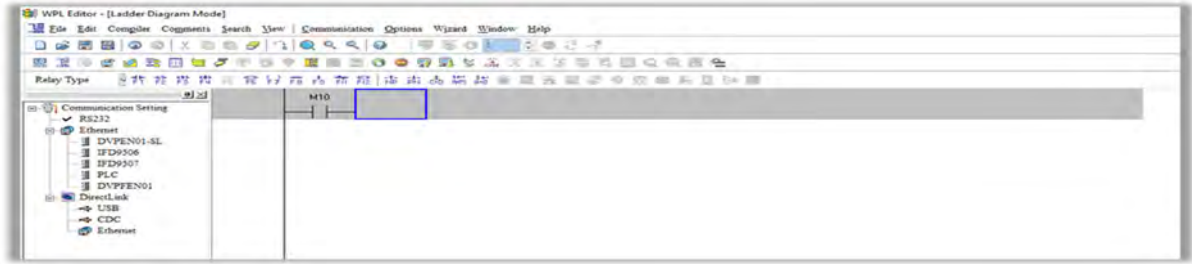 WPL Editor - [Ladder Diagram Mode]
File Edit Compiler Comments Search View Communication Options Wizard Window Help
Relay Type
M10
Communication Setting
RS232
Ethernet
DVPEN01-SL
IFD9506
IFD9507
PLC
DVPFEN01
DirectLink
USB
CDC
Ethernet